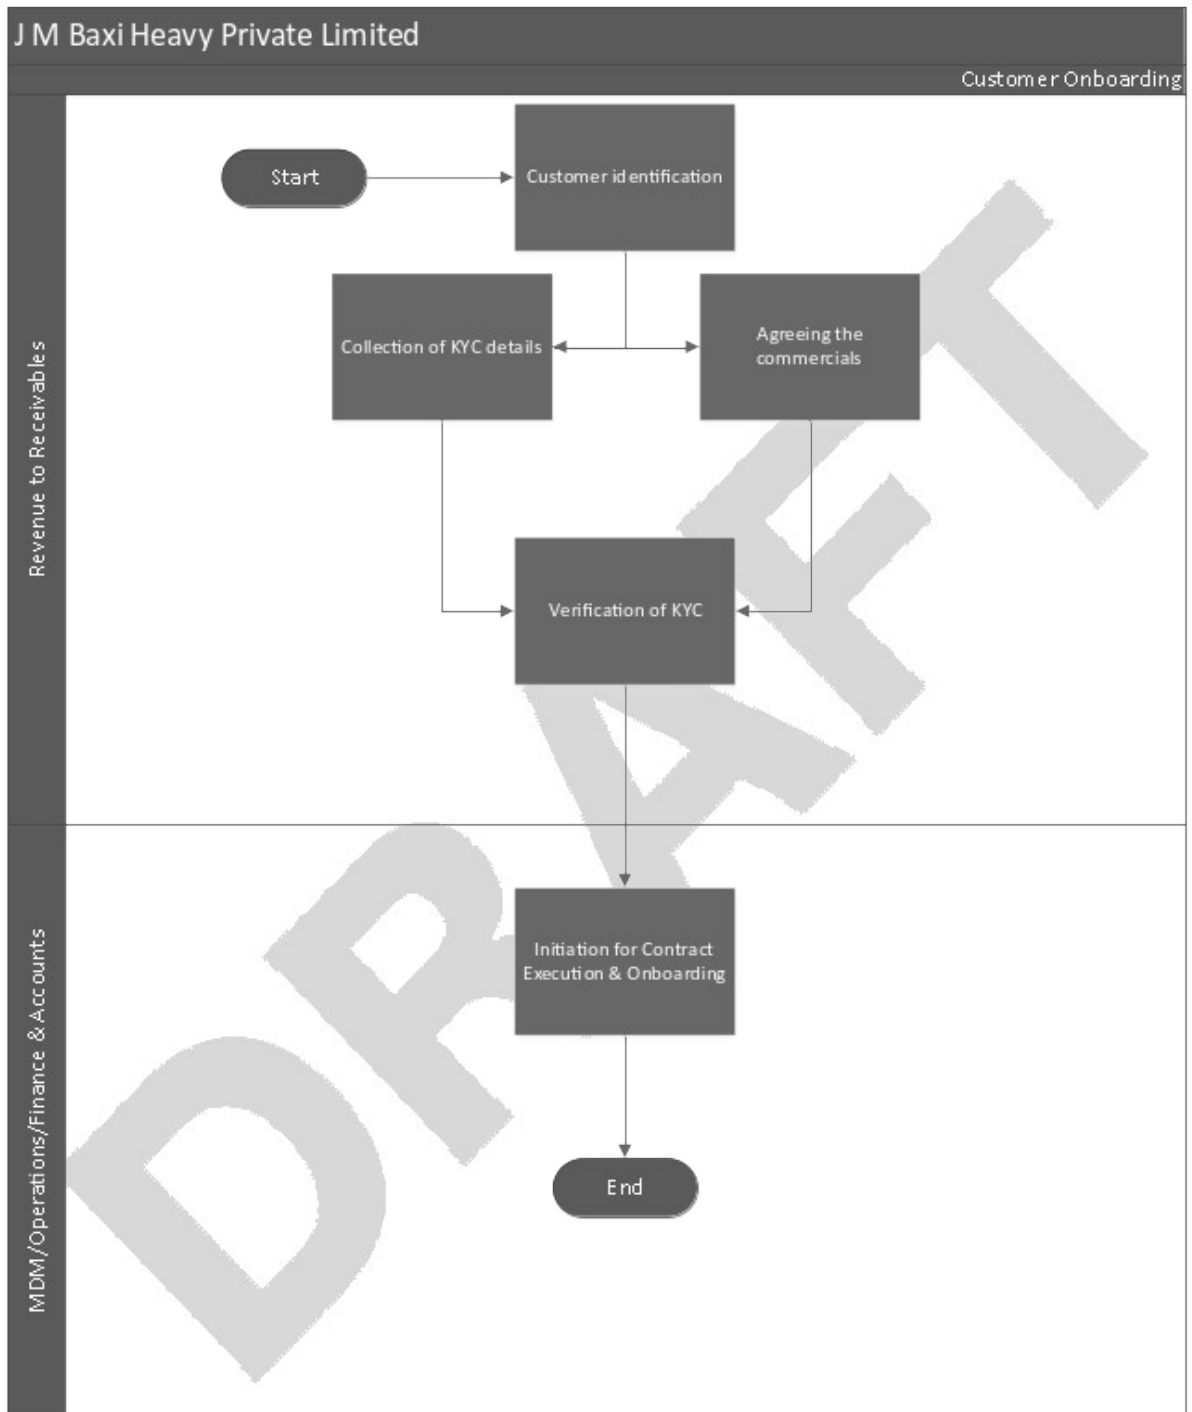 J M Baxi Heavy Private Limited
Customer Onboarding
Revenue to Receivables
Start
Customer identification
Collection of KYC details
Agreeing the
commercials
Verification of KYC
MDM/Operations/Finance & Accounts
Initiation for Contract
Execution & Onboarding
End
DRAFT